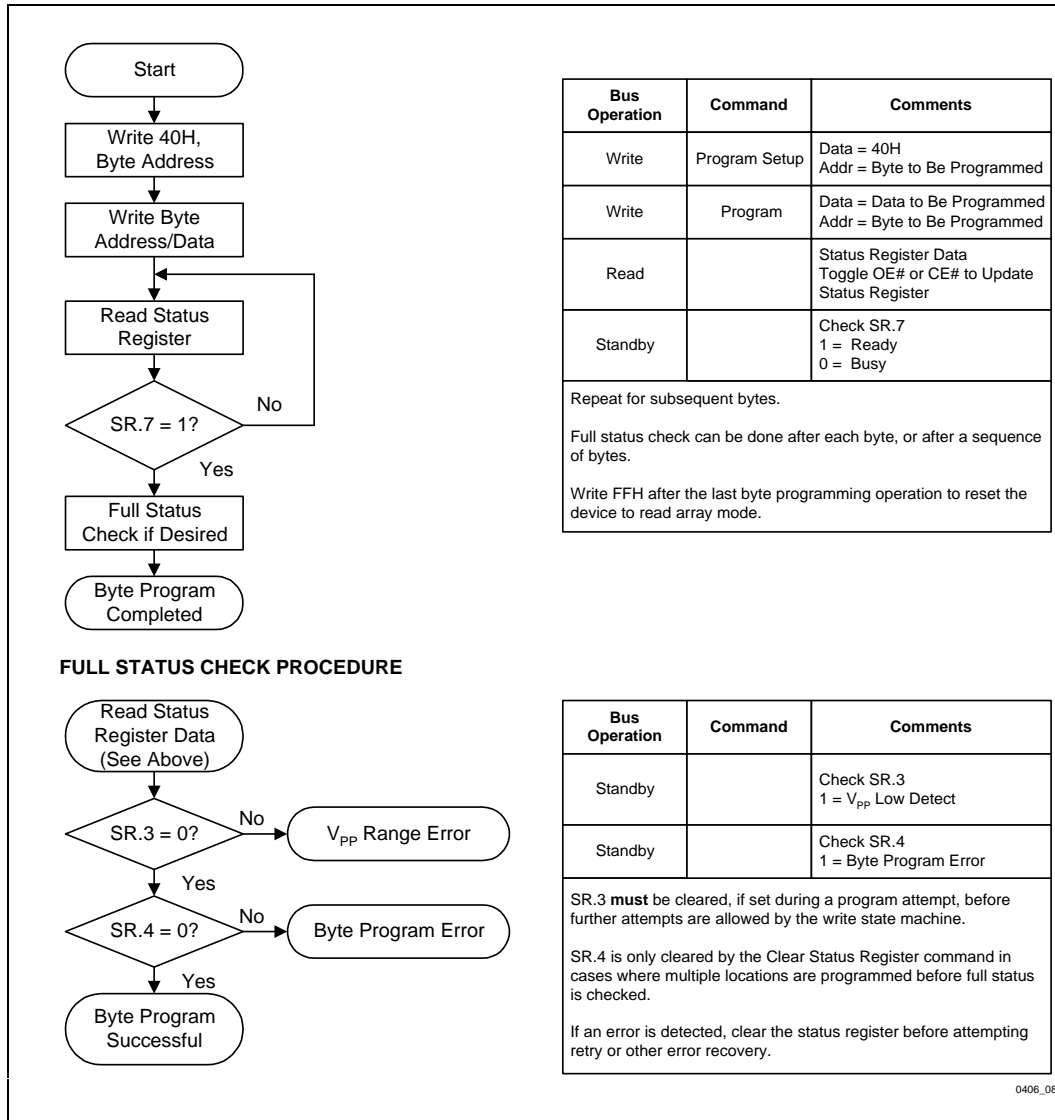 Start
Write 40H,
Byte Address
Write Byte
Address/Data
Read Status
Register
SR.7 = 1?
No
Yes
Full Status
Check if Desired
Byte Program
Completed
Bus
Operation
Command
Comments
Write
Program Setup
Data = 40H
Addr = Byte to Be Programmed
Write
Program
Data = Data to Be Programmed
Addr = Byte to Be Programmed
Read
Status Register Data
Toggle OE# or CE# to Update
Status Register
Standby
Check SR.7
1 = Ready
0 = Busy
Repeat for subsequent bytes.
Full status check can be done after each byte, or after a sequence
of bytes.
Write FFH after the last byte programming operation to reset the
device to read array mode.
FULL STATUS CHECK PROCEDURE
Read Status
Register Data
(See Above)
SR.3 = 0?
No
VPP Range Error
Yes
SR.4 = 0?
No
Byte Program Error
Yes
Byte Program
Successful
Bus
Operation
Command
Comments
Standby
Check SR.3
1 = VPP Low Detect
Standby
Check SR.4
1 = Byte Program Error
SR.3 must be cleared, if set during a program attempt, before
further attempts are allowed by the write state machine.
SR.4 is only cleared by the Clear Status Register command in
cases where multiple locations are programmed before full status
is checked.
If an error is detected, clear the status register before attempting
retry or other error recovery.
0406_08